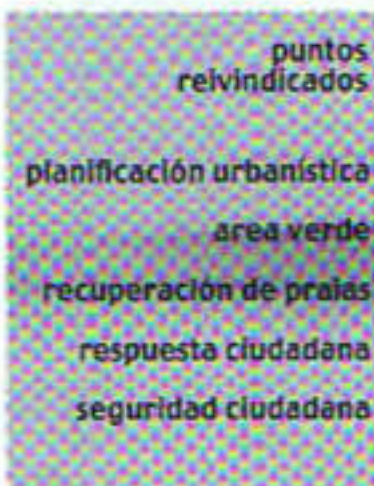 puntos
reivindicados
planificación urbanística
area verde
recuperación de praias
respuesta ciudadana
seguridad ciudadana